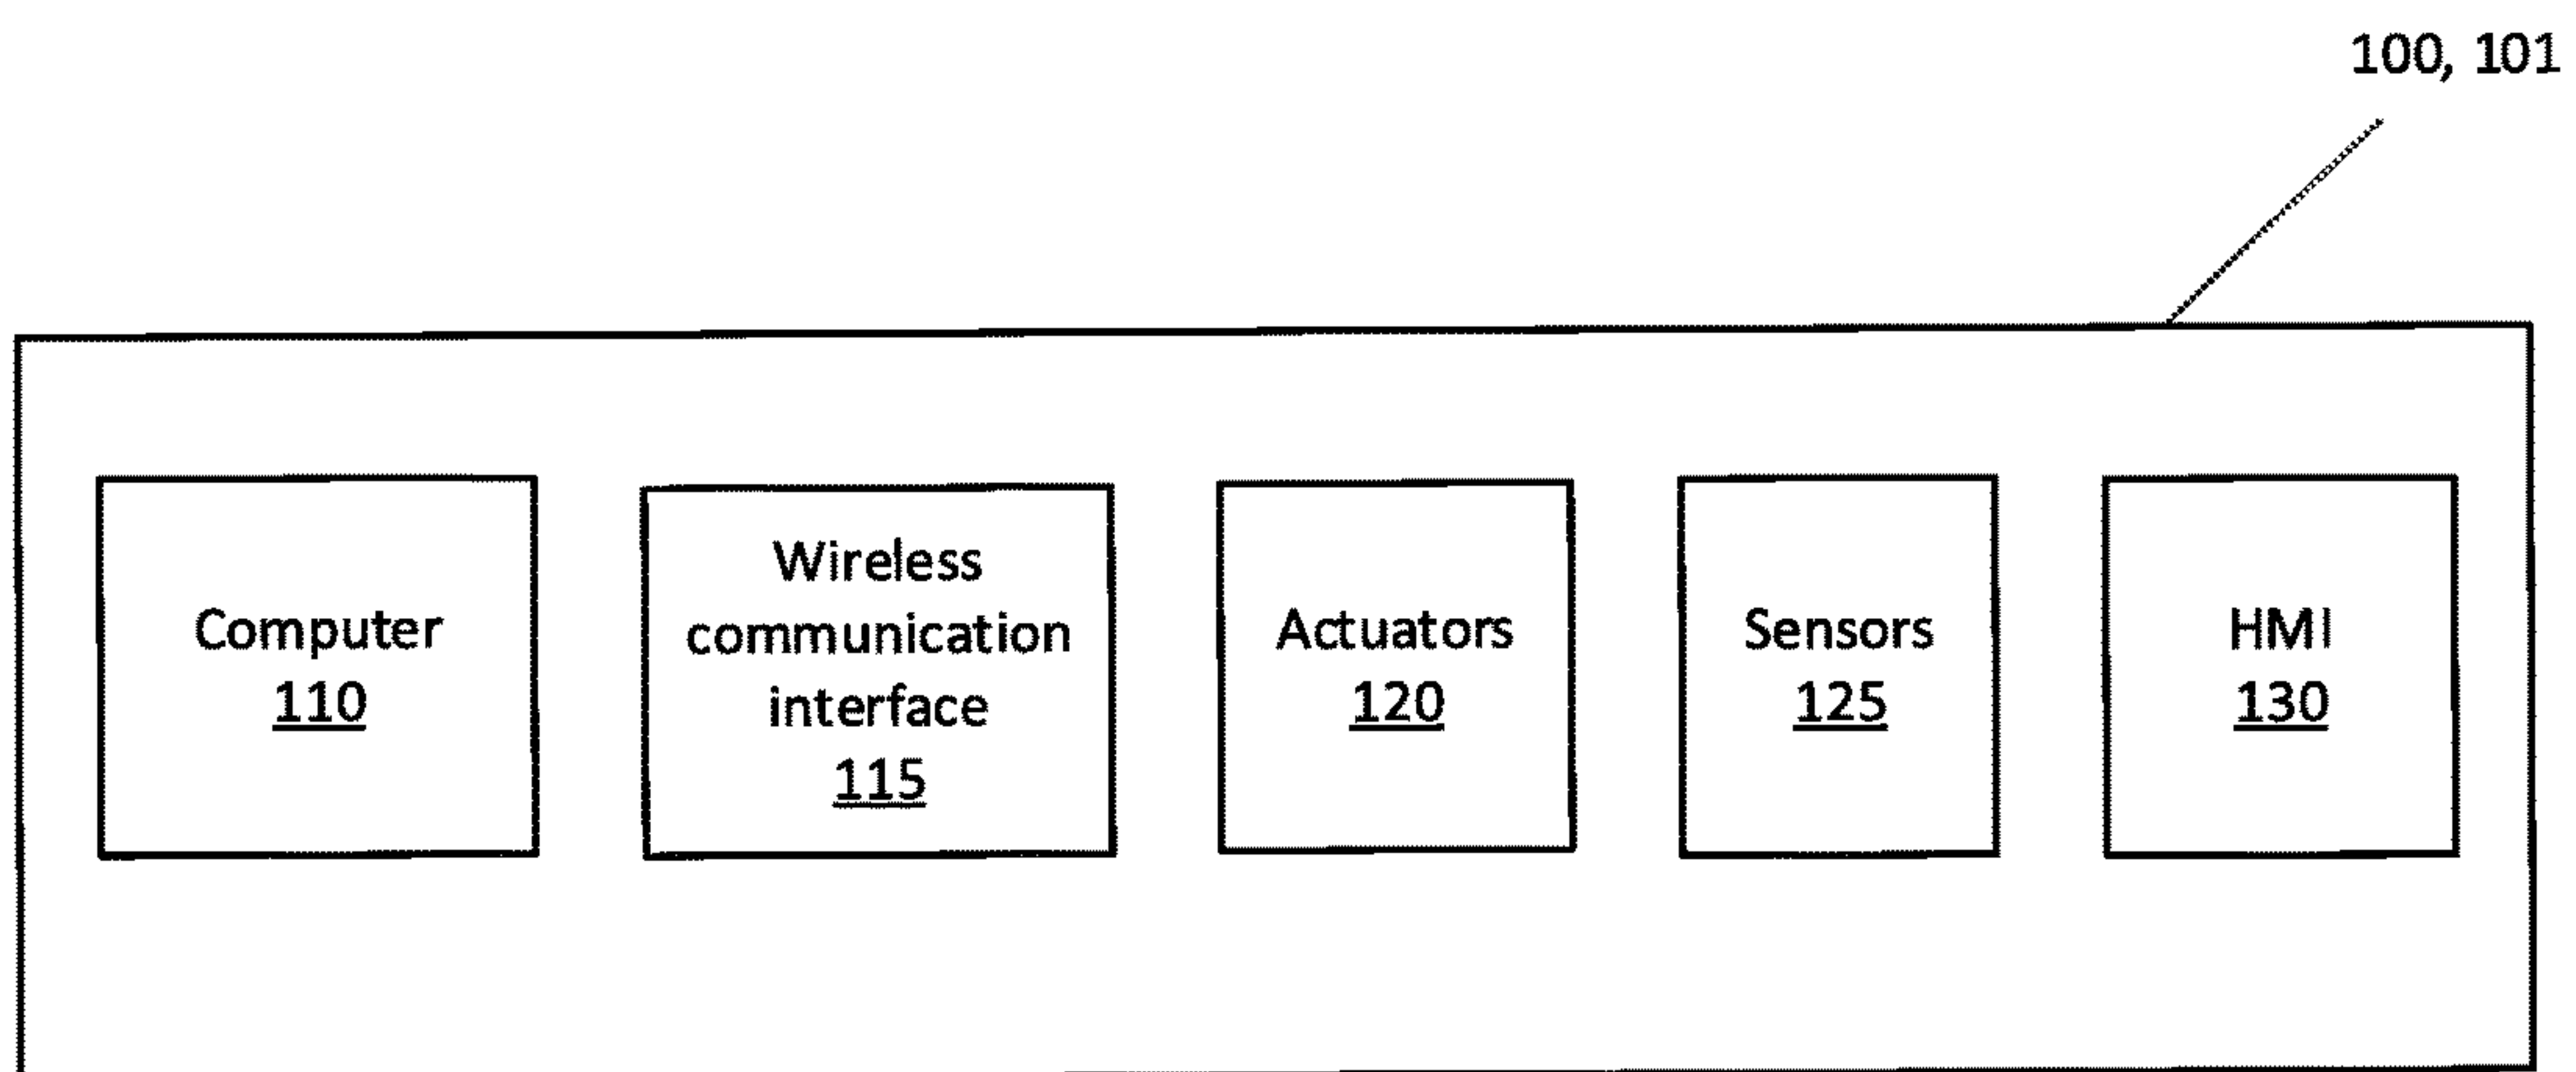 100, 101
Computer
110
Wireless
communication
interface
115
Actuators
120
Sensors
125
HMI
130